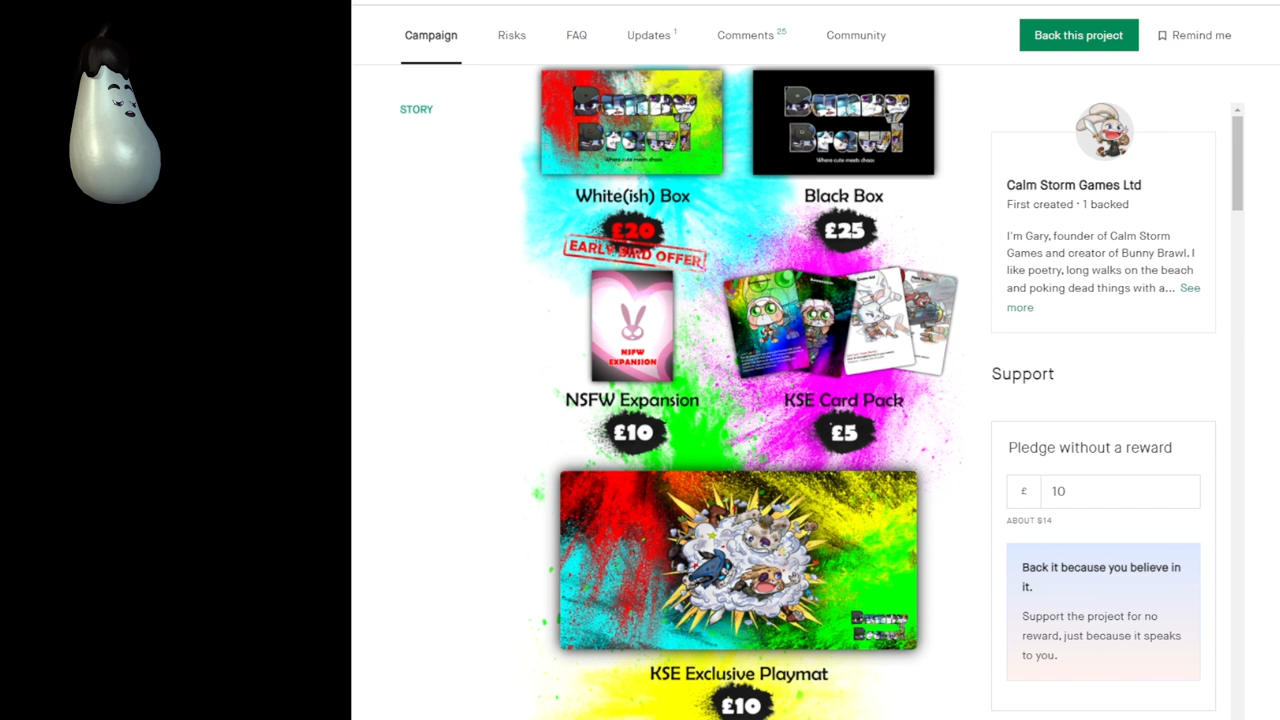 Campaign
Risks
FAQ
Updates 1
Comments 25
Community
Back this project
Remind me
STORY
Bunny
Brawl
Where cute meets chaos
Bunny
Brawl
Where cute meets chaos
White(ish) Box
Black Box
£20
£25
EARLY BIRD OFFER
NSFW
EXPANSION
NSFW Expansion
KSE Card Pack
£10
£5
Bunny
Brawl
KSE Exclusive Playmat
£10
Calm Storm Games Ltd
First created · 1 backed
I'm Gary, founder of Calm Storm
Games and creator of Bunny Brawl. I
like poetry, long walks on the beach
and poking dead things with a... See
more
Support
Pledge without a reward
£ 10
ABOUT $14
Back it because you believe in
it.
Support the project for no
reward, just because it speaks
to you.